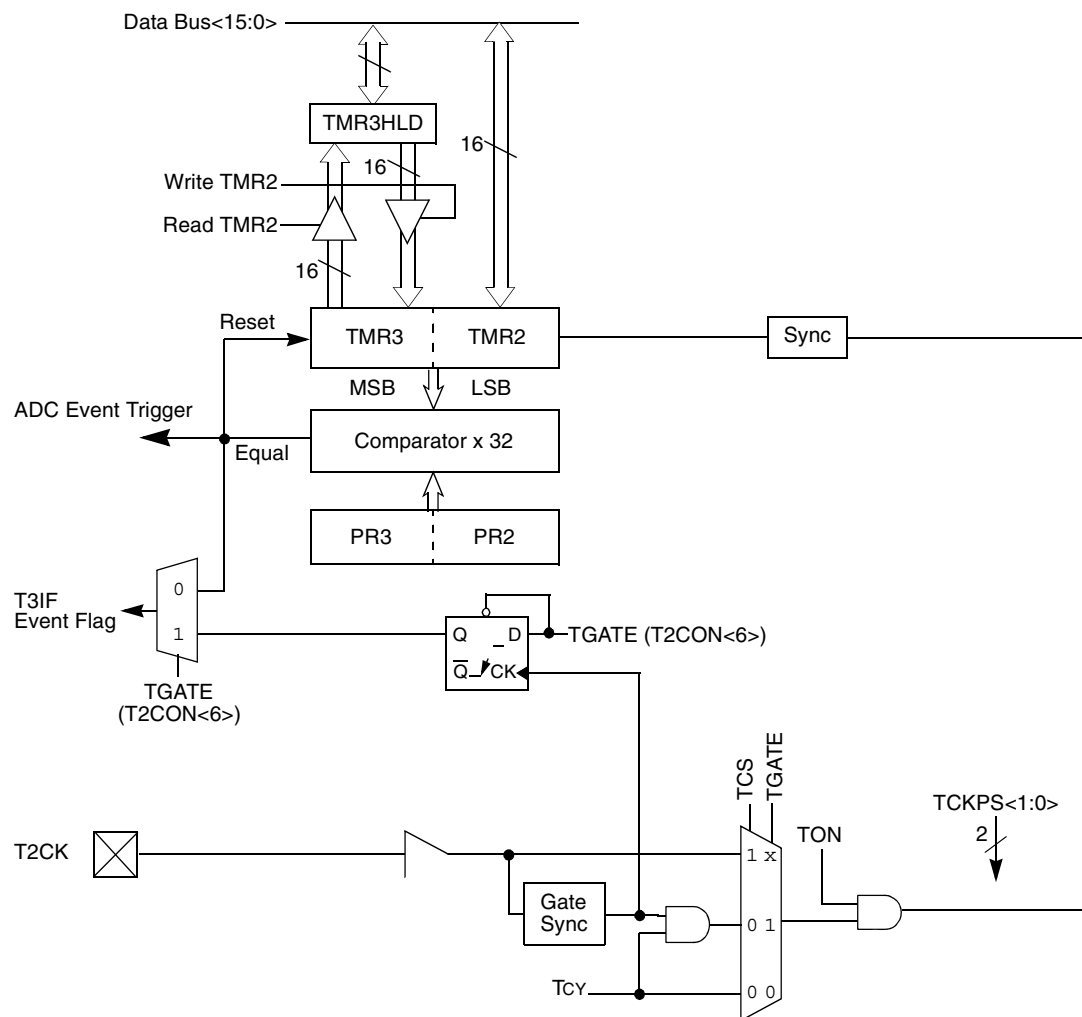 Data Bus<15:0>
TMR3HLD
16
16
Write TMR2
Read TMR2
16
Reset
TMR3
TMR2
Sync
MSB
LSB
ADC Event Trigger
Equal
Comparator x 32
PR3
PR2
0
T3IF
Event Flag
1
Q
D
TGATE (T2CON<6>)
Q
CK
TGATE
(T2CON<6>)
TCS
TGATE
TCKPS<1:0>
2
TON
T2CK
1 x
Gate
Sync
0 1
TCY
0 0